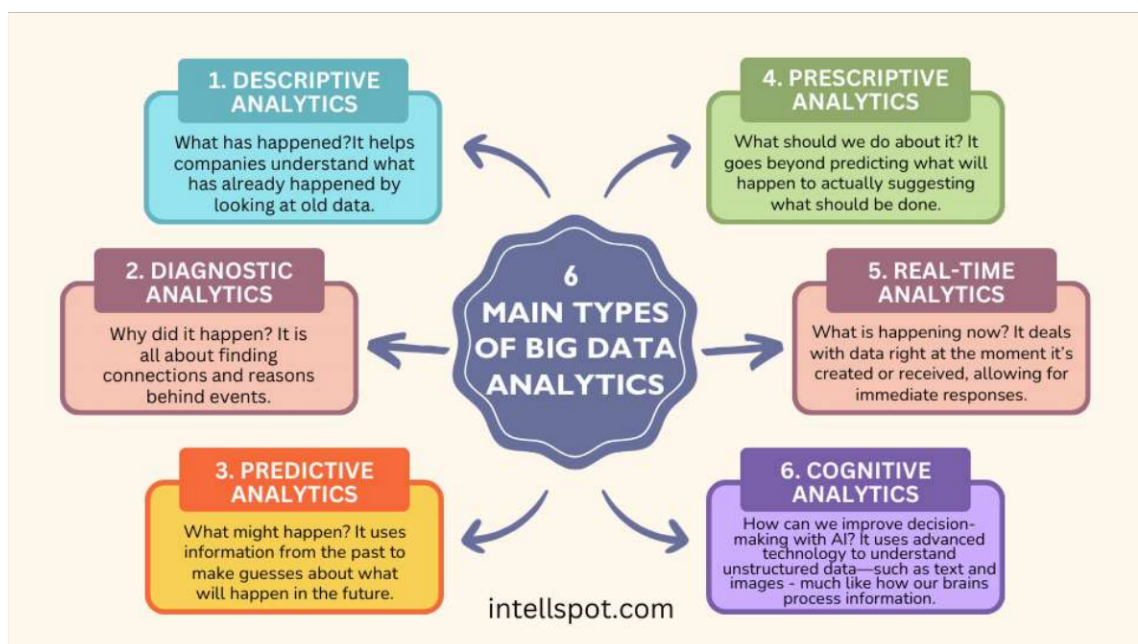 1. DESCRIPTIVE
ANALYTICS
What has happened?It helps
companies understand what
has already happened by
looking at old data.
2. DIAGNOSTIC
ANALYTICS
Why did it happen? It is
all about finding
connections and reasons
behind events.
3. PREDICTIVE
ANALYTICS
What might happen? It uses
information from the past to
make guesses about what
will happen in the future.
6
MAIN TYPES
OF BIG DATA
ANALYTICS
4. PRESCRIPTIVE
ANALYTICS
What should we do about it? It
goes beyond predicting what will
happen to actually suggesting
what should be done.
5. REAL-TIME
ANALYTICS
What is happening now? It deals
with data right at the moment it’s
created or received, allowing for
immediate responses.
6. COGNITIVE
ANALYTICS
How can we improve decision-
making with AI? It uses advanced
technology to understand
unstructured data—such as text and
images - much like how our brains
process information.
intellspot.com